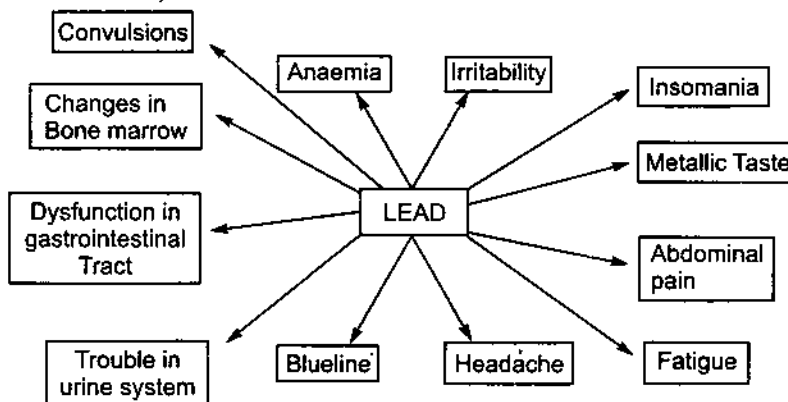 Convulsions
Anaemia
Irritability
Insomania
Changes in
Bone marrow
Metallic Taste
LEAD
Dysfunction in
gastrointestinal
Tract
Abdominal
pain
Trouble in
urine system
Blueline
Headache
Fatigue